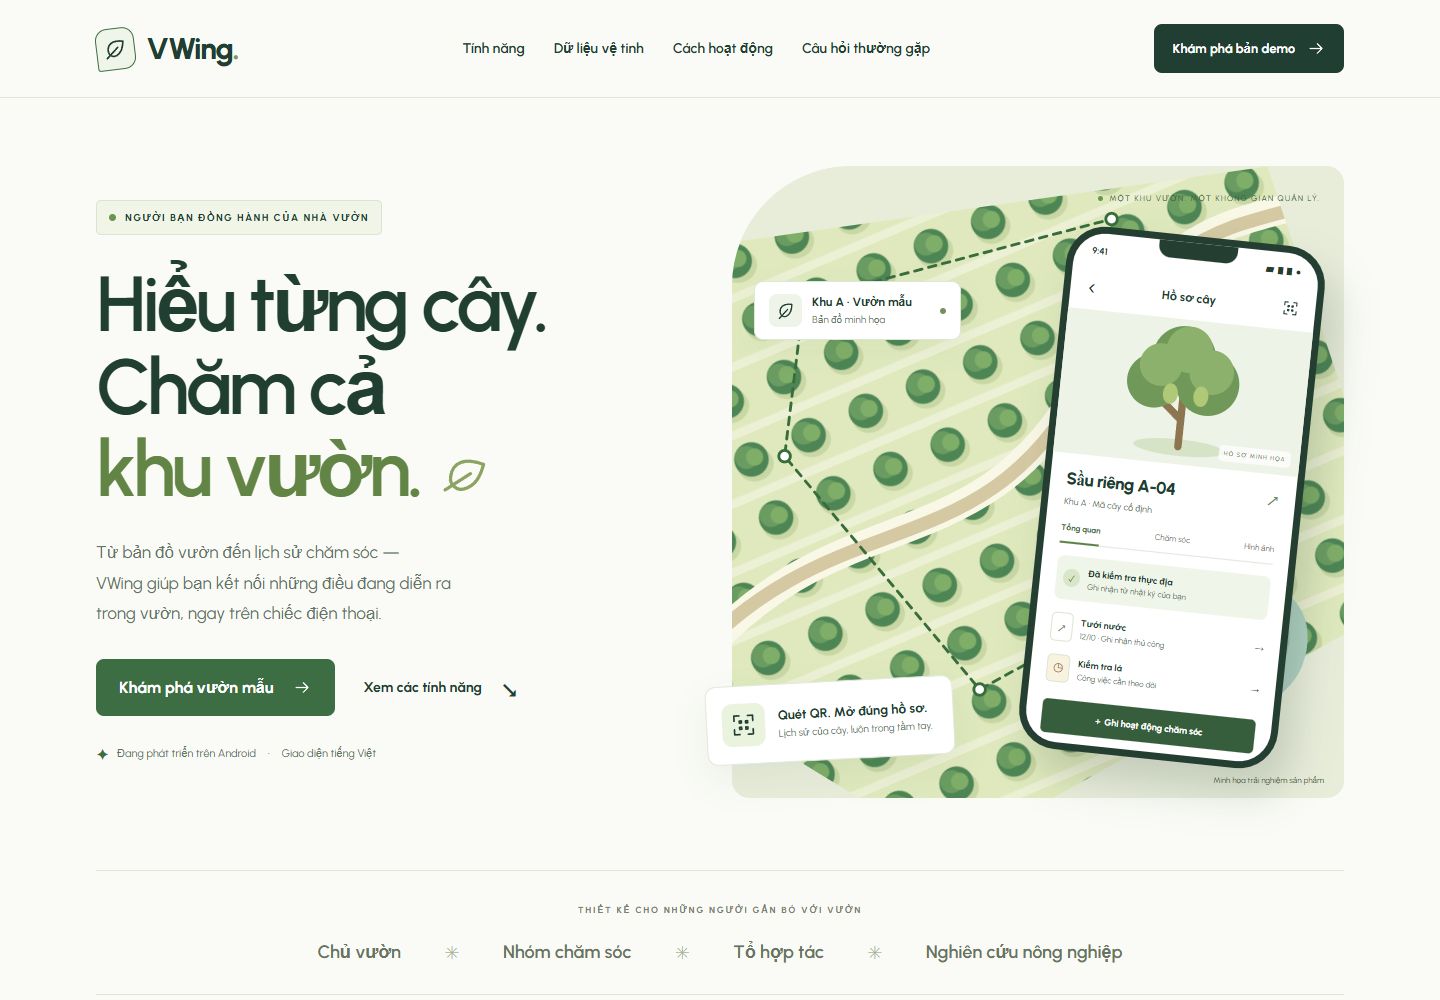 VWing.
Tính năng
Dữ liệu vệ tinh
Cách hoạt động
Câu hỏi thường gặp
Khám phá bản demo
NGƯỜI BẠN ĐỒNG HÀNH CỦA NHÀ VƯỜN
Hiểu từng cây.
Chăm cả
khu vườn.
Từ bản đồ vườn đến lịch sử chăm sóc —
VWing giúp bạn kết nối những điều đang diễn ra
trong vườn, ngay trên chiếc điện thoại.
Khám phá vườn mẫu
Xem các tính năng
Đang phát triển trên Android · Giao diện tiếng Việt
MỘT KHU VƯỜN. MỘT KHÔNG GIAN QUẢN LÝ.
Khu A · Vườn mẫu
Bản đồ minh họa
9:41
Hồ sơ cây
HỒ SƠ MINH HỌA
Sầu riêng A-04
Khu A · Mã cây cố định
Tổng quan
Chăm sóc
Hình ảnh
Đã kiểm tra thực địa
Ghi nhận từ nhật ký của bạn
Tưới nước
12/10 · Ghi nhận thủ công
Kiểm tra lá
Công việc cần theo dõi
+ Ghi hoạt động chăm sóc
Quét QR. Mở đúng hồ sơ.
Lịch sử của cây, luôn trong tầm tay.
Minh họa trải nghiệm sản phẩm
THIẾT KẾ CHO NHỮNG NGƯỜI GẮN BÓ VỚI VƯỜN
Chủ vườn
Nhóm chăm sóc
Tổ hợp tác
Nghiên cứu nông nghiệp